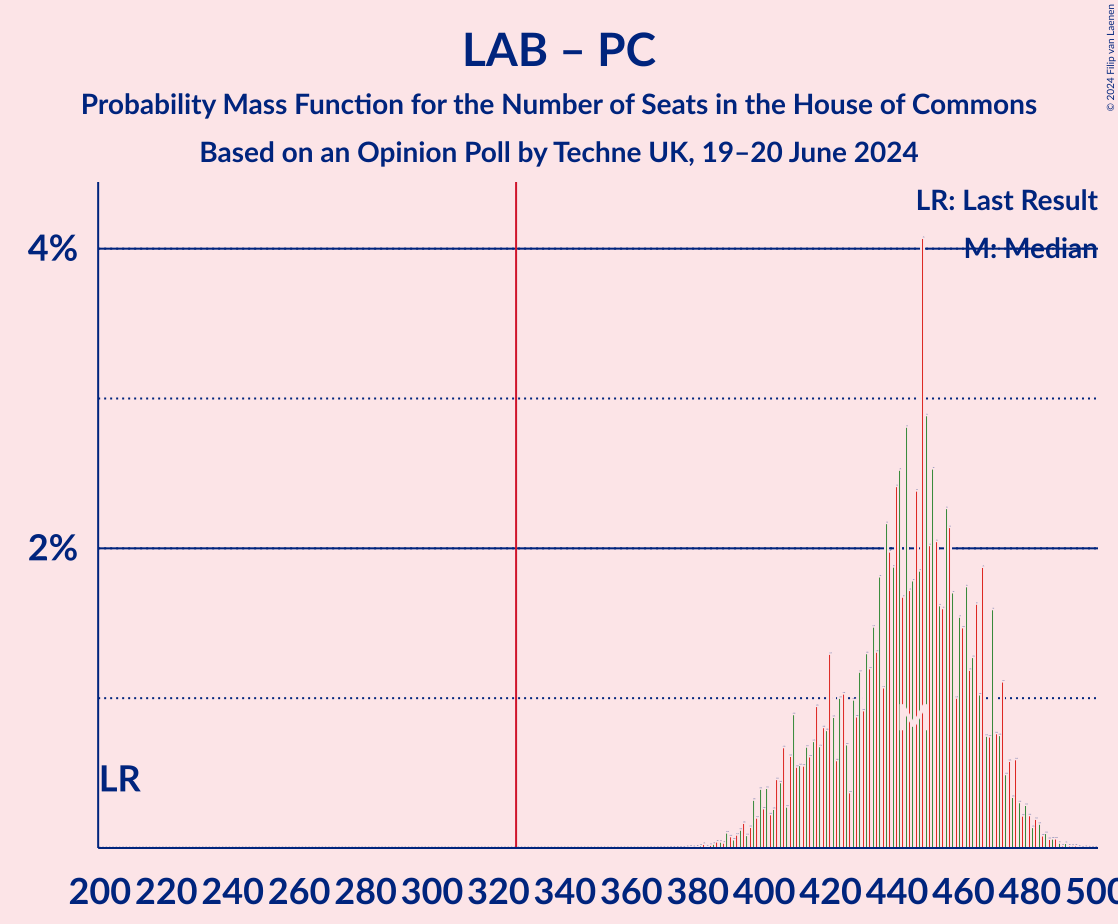 LAB – PC
Probability Mass Function for the Number of Seats in the House of Commons
Based on an Opinion Poll by Techne UK, 19–20 June 2024
© 2024 Filip van Laenen
LR: Last Result
M: Median
4%
2%
LR
M
200 220 240 260 280 300 320 340 360 380 400 420 440 460 480 500